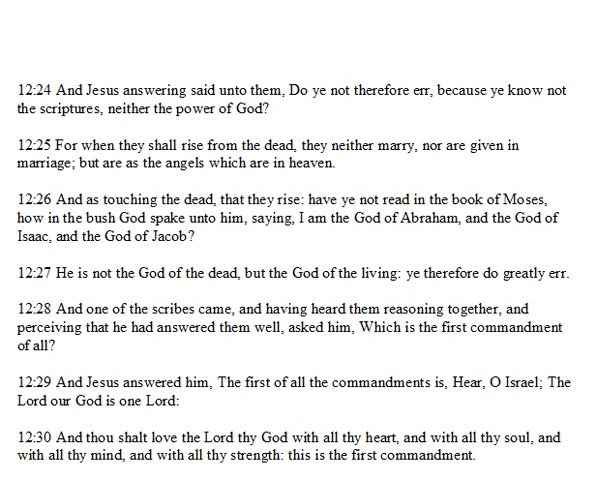 12:24 And Jesus answering said unto them, Do ye not therefore err, because ye know not
the scriptures, neither the power of God?
12:25 For when they shall rise from the dead, they neither marry, nor are given in
marriage; but are as the angels which are in heaven.
12:26 And as touching the dead, that they rise: have ye not read in the book of Moses,
how in the bush God spake unto him, saying, I am the God of Abraham, and the God of
Isaac, and the God of Jacob?
12:27 He is not the God of the dead, but the God of the living: ye therefore do greatly err.
12:28 And one of the scribes came, and having heard them reasoning together, and
perceiving that he had answered them well, asked him, Which is the first commandment
of all?
12:29 And Jesus answered him, The first of all the commandments is, Hear, O Israel; The
Lord our God is one Lord:
12:30 And thou shalt love the Lord thy God with all thy heart, and with all thy soul, and
with all thy mind, and with all thy strength: this is the first commandment.